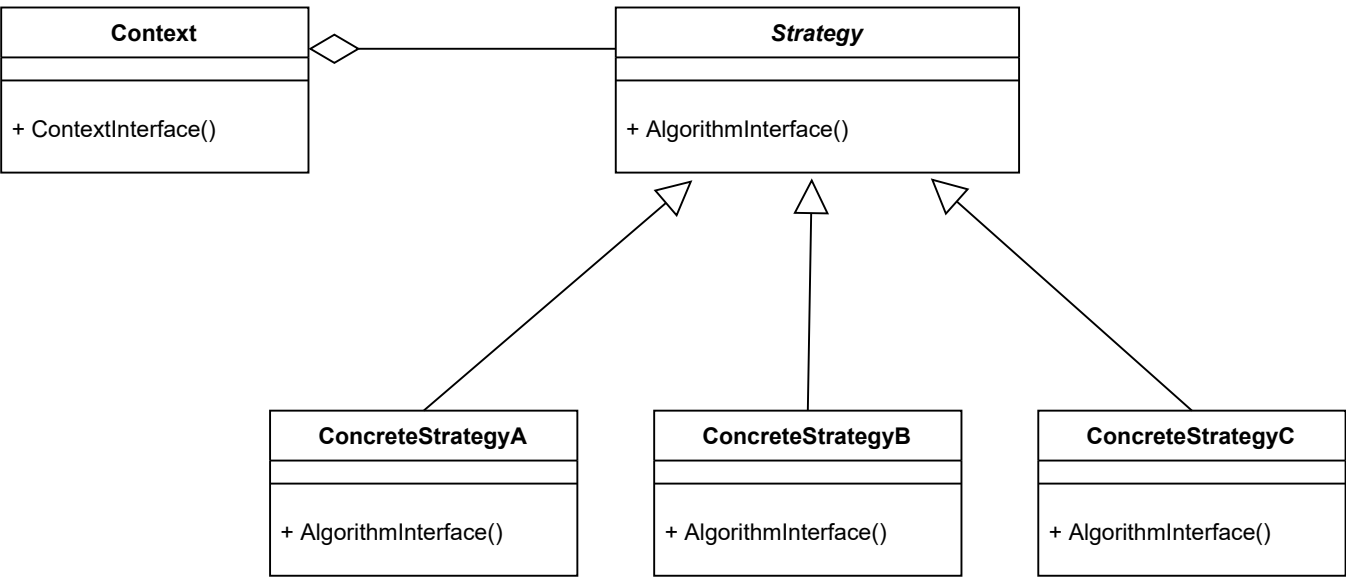 Context
+ ContextInterface()
Strategy
+ AlgorithmInterface()
ConcreteStrategyA
+ AlgorithmInterface()
ConcreteStrategyB
+ AlgorithmInterface()
ConcreteStrategyC
+ AlgorithmInterface()